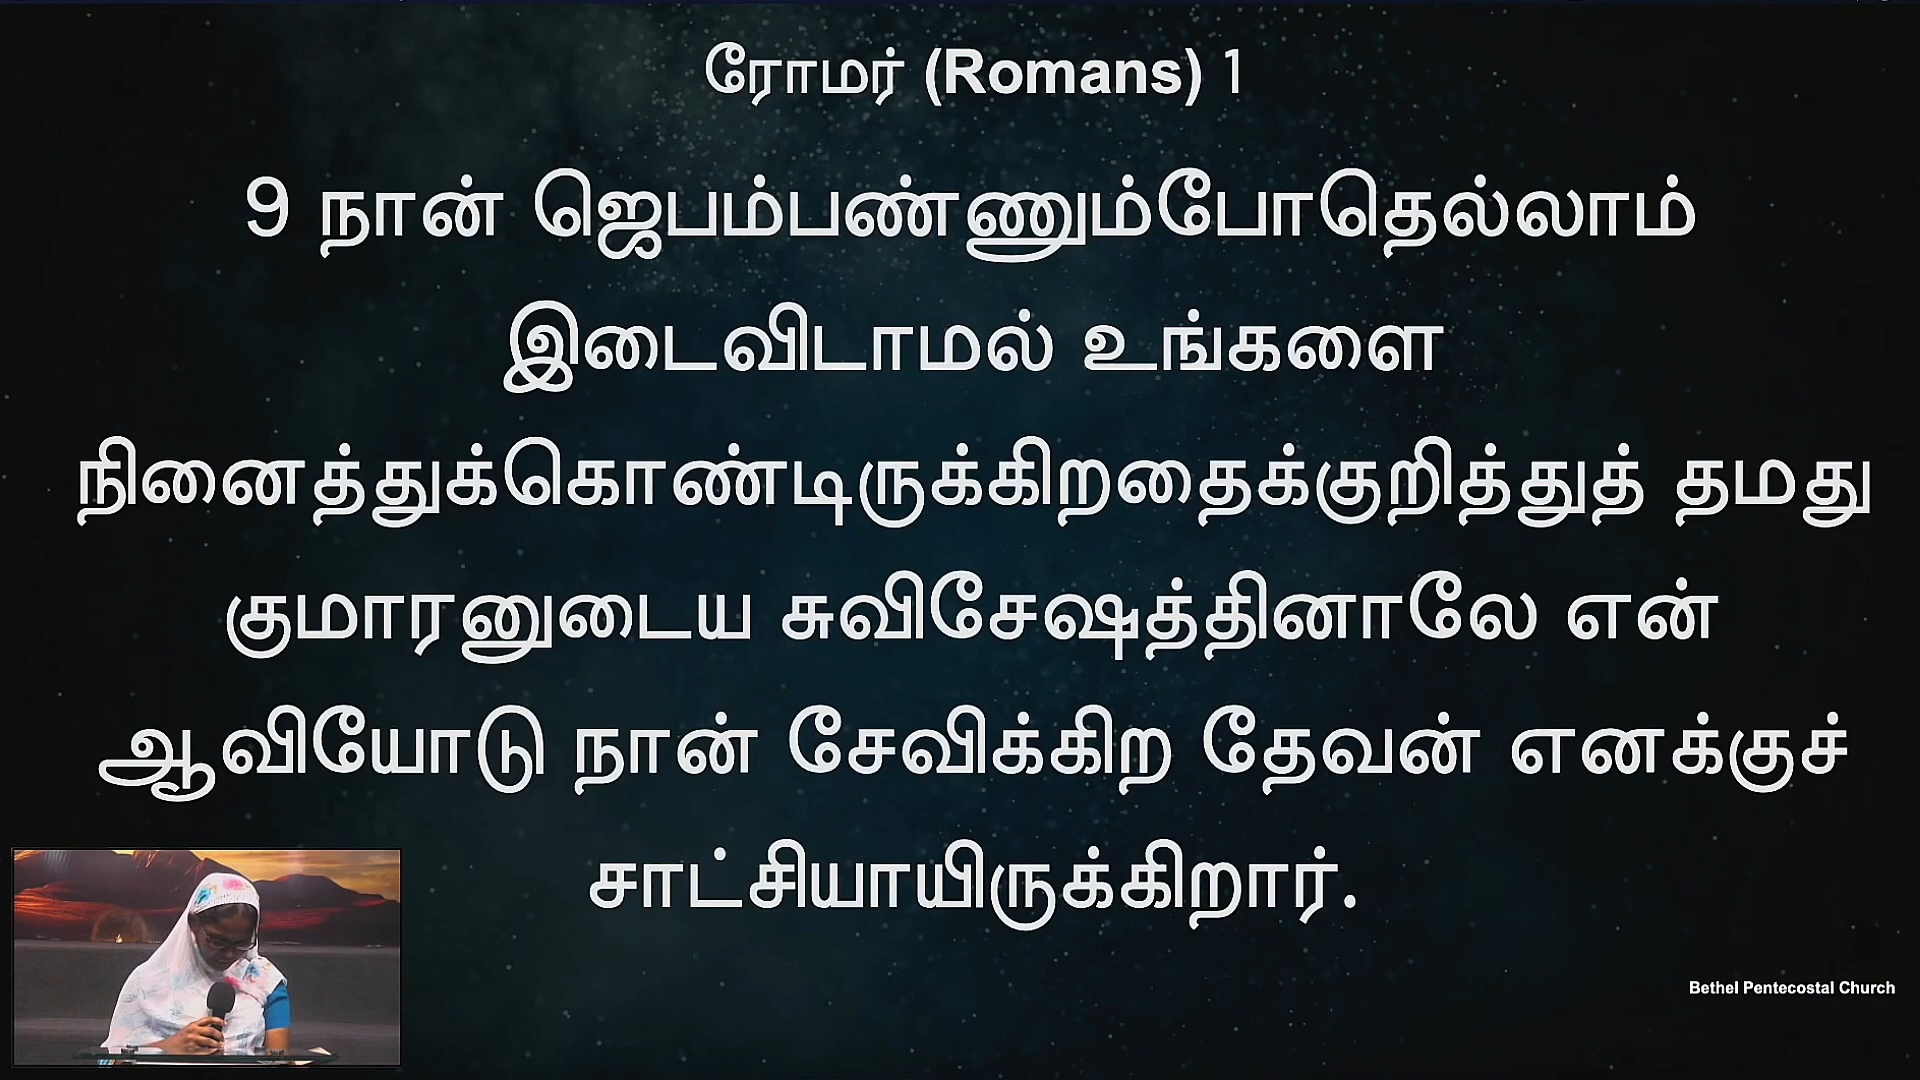 ரோமர் (Romans) 1
9 நான் ஜெபம்பண்ணும்போதெல்லாம்
இடைவிடாமல் உங்களை
நினைத்துக்கொண்டிருக்கிறதைக்குறித்துத் தமது
குமாரனுடைய சுவிசேஷத்தினாலே என்
ஆவியோடு நான் சேவிக்கிற தேவன் எனக்குச்
சாட்சியாயிருக்கிறார்.
Bethel Pentecostal Church